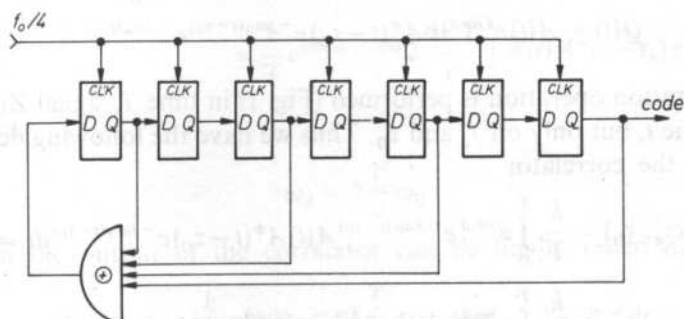 f₀/4
CLK CLK CLK CLK CLK CLK CLK
D Q D Q D Q D Q D Q D Q D Q
code
+